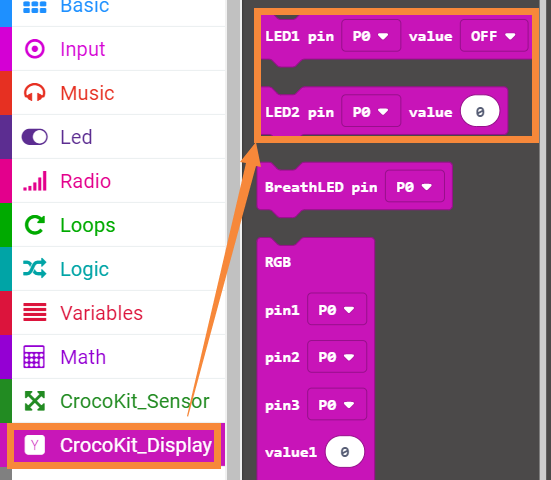 Basic
Input
Music
Led
Radio
Loops
Logic
Variables
Math
CrocoKit_Sensor
Y CrocoKit_Display
LED1 pin P0 value OFF
LED2 pin P0 value 0
BreathLED pin P0
RGB
pin1 P0
pin2 P0
pin3 P0
value1 0